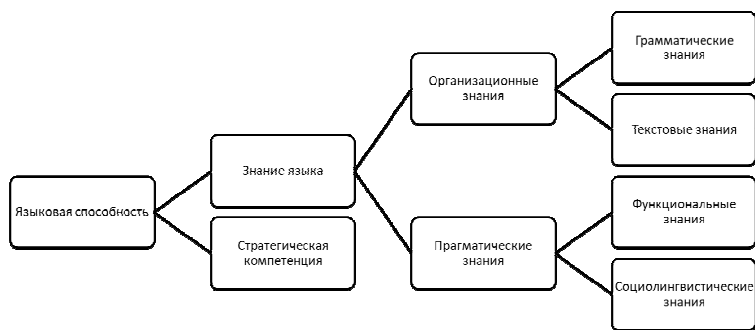 Языковая способность
Знание языка
Стратегическая
компетенция
Организационные
знания
Прагматические
знания
Грамматические
знания
Текстовые знания
Функциональные
знания
Социолингвистические
знания